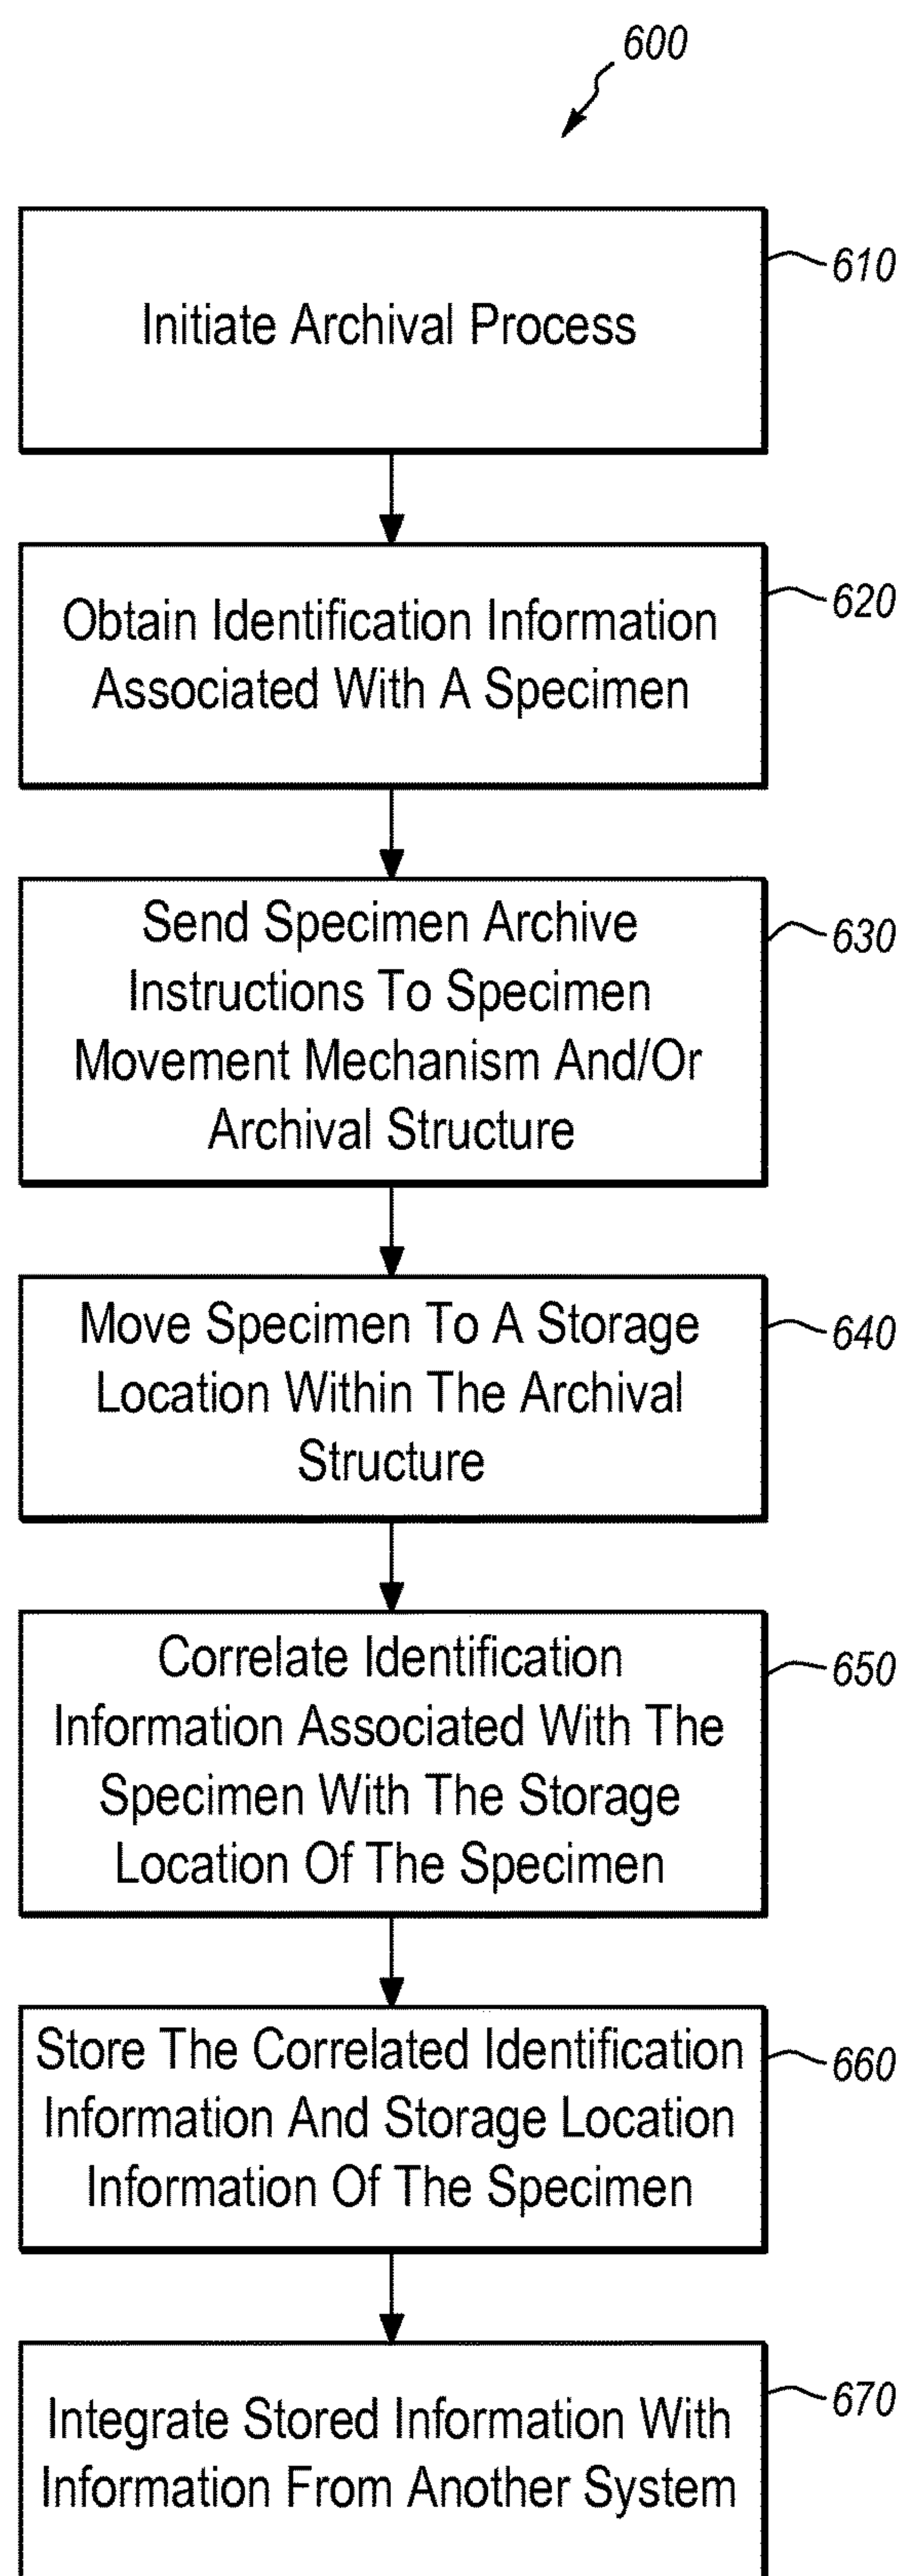 600
Initiate Archival Process
610
Obtain Identification Information
Associated With A Specimen
620
Send Specimen Archive
Instructions To Specimen
Movement Mechanism And/Or
Archival Structure
630
Move Specimen To A Storage
Location Within The Archival
Structure
640
Correlate Identification
Information Associated With The
Specimen With The Storage
Location Of The Specimen
650
Store The Correlated Identification
Information And Storage Location
Information Of The Specimen
660
Integrate Stored Information With
Information From Another System
670